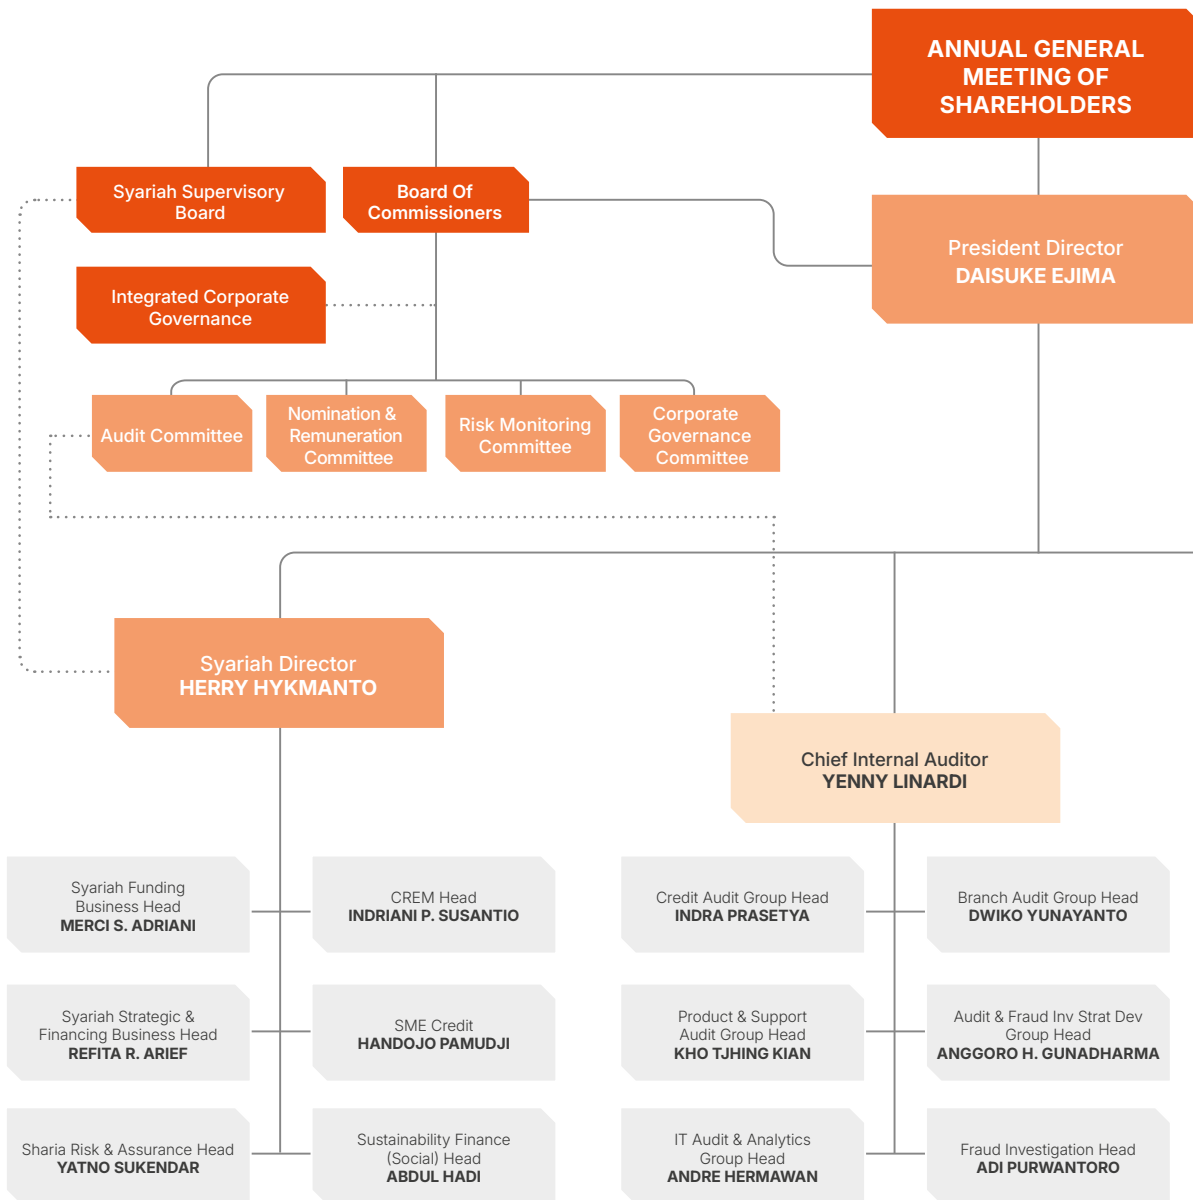 ANNUAL GENERAL
MEETING OF
SHAREHOLDERS
Syariah Supervisory
Board
Board Of
Commissioners
President Director
DAISUKE EJIMA
Integrated Corporate
Governance
Audit Committee
Nomination &
Remuneration
Committee
Risk Monitoring
Committee
Corporate
Governance
Committee
Syariah Director
HERRY HYKMANTO
Chief Internal Auditor
YENNY LINARDI
Syariah Funding
Business Head
MERCI S. ADRIANI
CREM Head
INDRIANI P. SUSANTIO
Credit Audit Group Head
INDRA PRASETYA
Branch Audit Group Head
DWIKO YUNAYANTO
Syariah Strategic &
Financing Business Head
REFITA R. ARIEF
SME Credit
HANDOJO PAMUDJI
Product & Support
Audit Group Head
KHO TJHING KIAN
Audit & Fraud Inv Strat Dev
Group Head
ANGGORO H. GUNADHARMA
Sharia Risk & Assurance Head
YATNO SUKENDAR
Sustainability Finance
(Social) Head
ABDUL HADI
IT Audit & Analytics
Group Head
ANDRE HERMAWAN
Fraud Investigation Head
ADI PURWANTORO